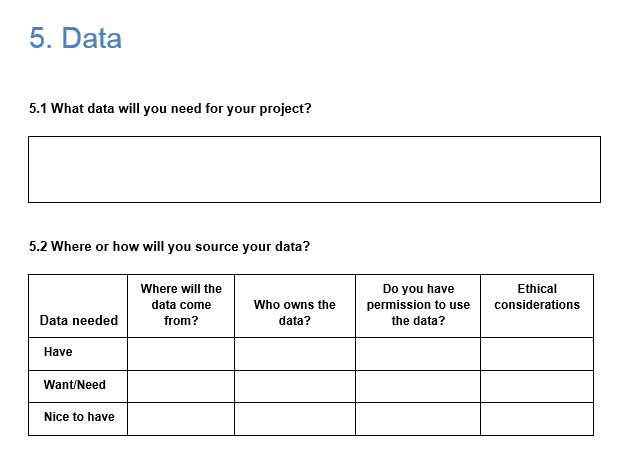 5. Data
5.1 What data will you need for your project?
5.2 Where or how will you source your data?
Data needed
Where will the
data come
from?
Who owns the
data?
Do you have
permission to use
the data?
Ethical
considerations
Have
Want/Need
Nice to have